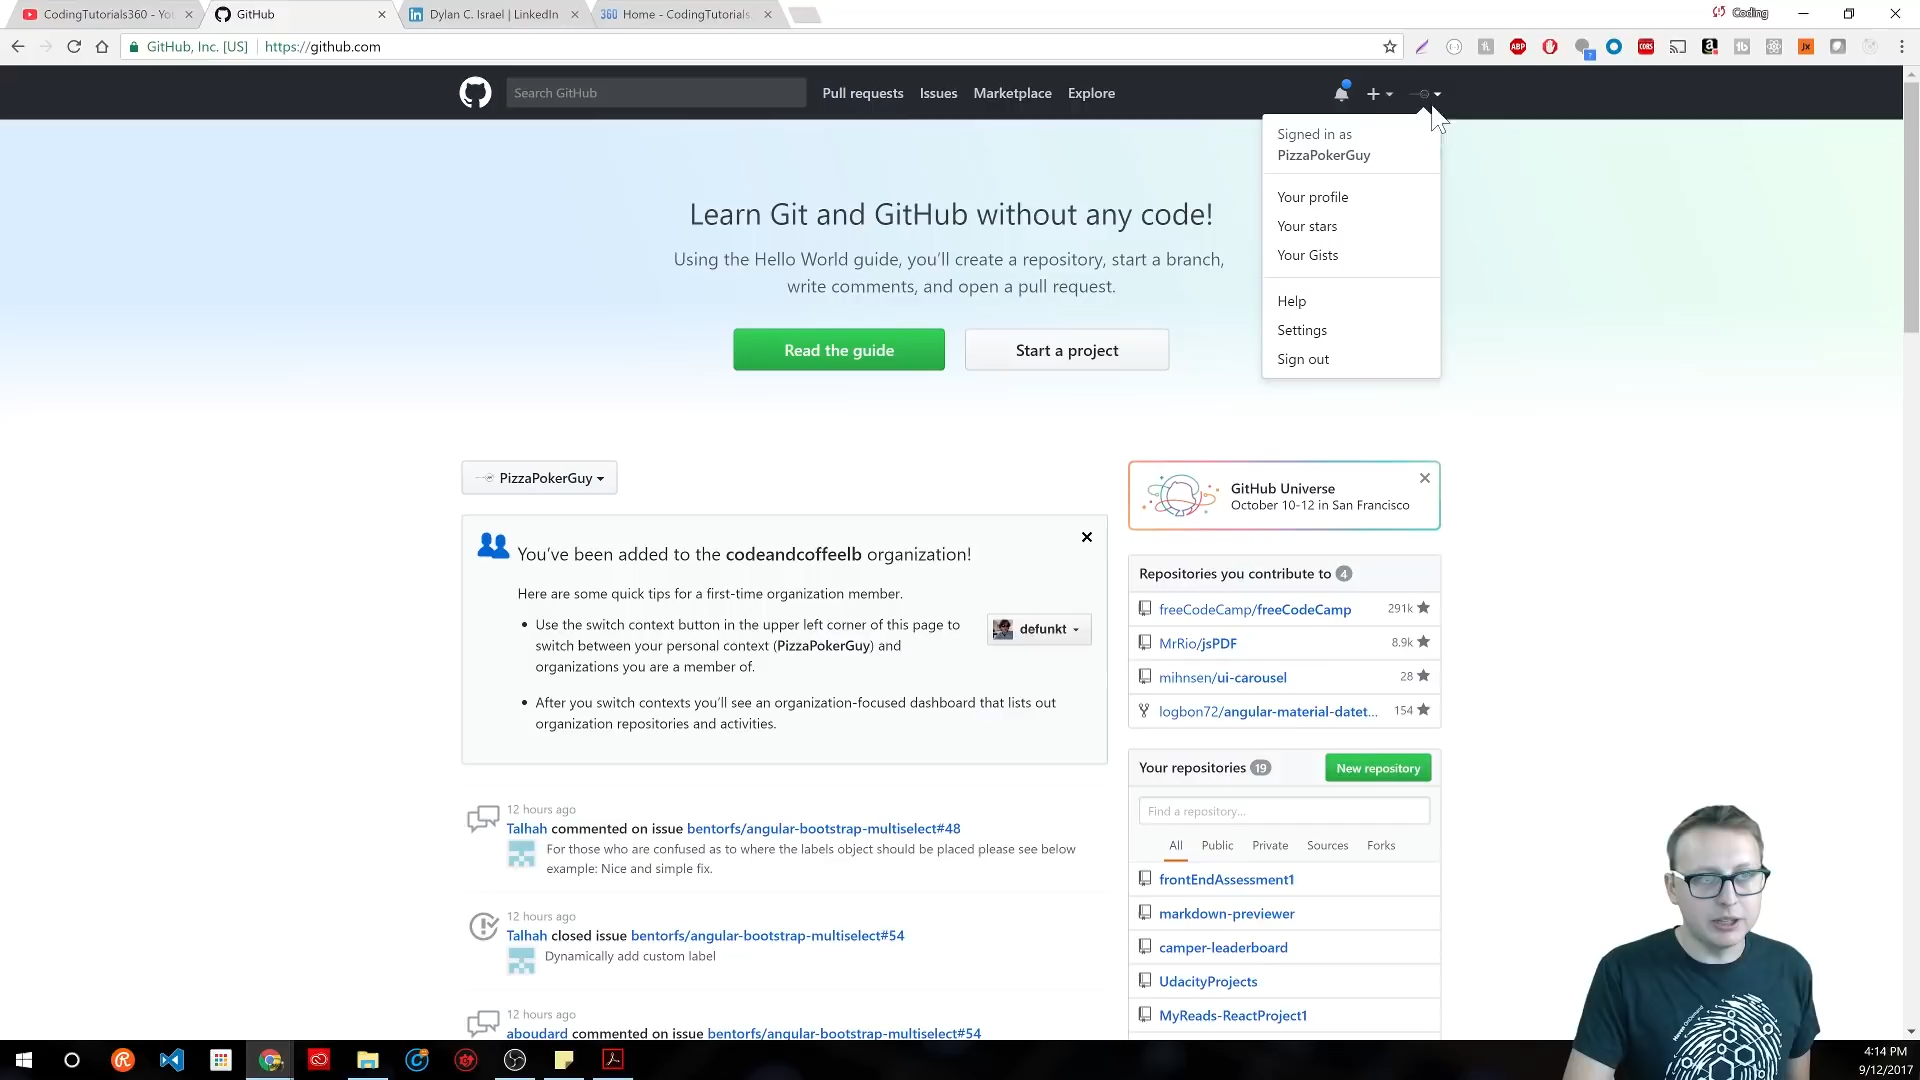 CodingTutorials360 - You
GitHub
Dylan C. Israel | LinkedIn
360 Home - CodingTutorials
Coding
GitHub, Inc. [US] https://github.com
Search GitHub
Pull requests Issues Marketplace Explore
Signed in as
PizzaPokerGuy
Your profile
Your stars
Your Gists
Help
Settings
Sign out
Learn Git and GitHub without any code!
Using the Hello World guide, you’ll create a repository, start a branch,
write comments, and open a pull request.
Read the guide Start a project
PizzaPokerGuy
You’ve been added to the codeandcoffeelb organization!
Here are some quick tips for a first-time organization member.
• Use the switch context button in the upper left corner of this page to
switch between your personal context (PizzaPokerGuy) and
organizations you are a member of.
defunkt
• After you switch contexts you’ll see an organization-focused dashboard that lists out
organization repositories and activities.
12 hours ago
Talhah commented on issue bentorfs/angular-bootstrap-multiselect#48
For those who are confused as to where the labels object should be placed please see below
example: Nice and simple fix.
12 hours ago
Talhah closed issue bentorfs/angular-bootstrap-multiselect#54
Dynamically add custom label
12 hours ago
aboudard commented on issue bentorfs/angular-bootstrap-multiselect#54
GitHub Universe
October 10-12 in San Francisco
Repositories you contribute to 4
freeCodeCamp/freeCodeCamp 291k
MrRio/jsPDF 8.9k
mihnsen/ui-carousel 28
logbon72/angular-material-datet... 154
Your repositories 19 New repository
Find a repository...
All Public Private Sources Forks
frontEndAssessment1
markdown-previewer
camper-leaderboard
UdacityProjects
MyReads-ReactProject1
4:14 PM
9/12/2017